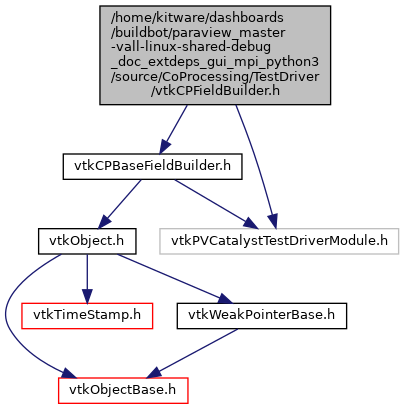 /home/kitware/dashboards
/buildbot/paraview_master
-vall-linux-shared-debug
_doc_extdeps_gui_mpi_python3
/source/CoProcessing/TestDriver
/vtkCPFieldBuilder.h
vtkCPBaseFieldBuilder.h
vtkObject.h
vtkPVCatalystTestDriverModule.h
vtkTimeStamp.h
vtkWeakPointerBase.h
vtkObjectBase.h